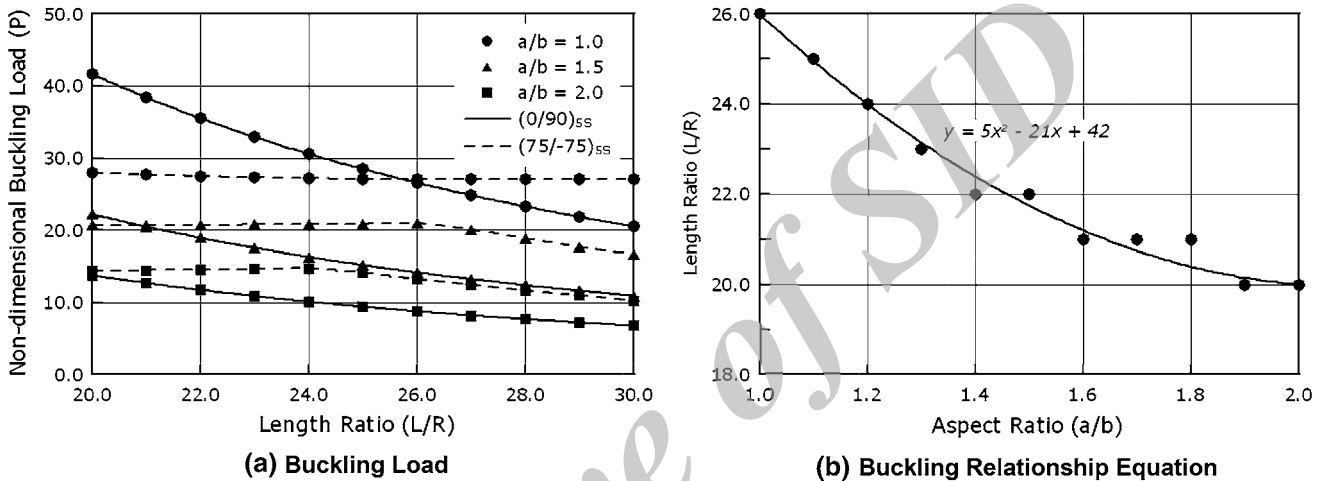 Non-dimensional Buckling Load (P)
50.0
40.0
30.0
20.0
10.0
0.0
a/b = 1.0
a/b = 1.5
a/b = 2.0
(0/90)₅ₛ
(75/-75)₅ₛ
20.0 22.0 24.0 26.0 28.0 30.0
Length Ratio (L/R)
(a) Buckling Load
Length Ratio (L/R)
26.0
24.0
22.0
20.0
18.0
y = 5x² - 21x + 42
1.0 1.2 1.4 1.6 1.8 2.0
Aspect Ratio (a/b)
(b) Buckling Relationship Equation
of SID